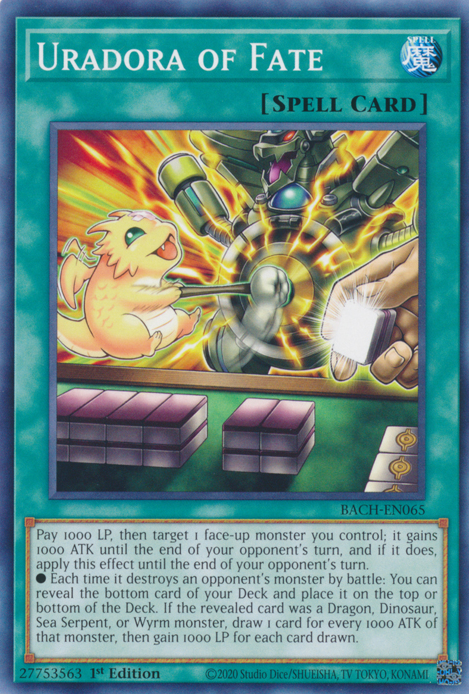 URADORA OF FATE
SPELL
魔
[SPELL CARD]
BACH-EN065
Pay 1000 LP, then target 1 face-up monster you control; it gains
1000 ATK until the end of your opponent's turn, and if it does,
apply this effect until the end of your opponent's turn.
● Each time it destroys an opponent's monster by battle: You can
reveal the bottom card of your Deck and place it on the top or
bottom of the Deck. If the revealed card was a Dragon, Dinosaur,
Sea Serpent, or Wyrm monster, draw 1 card for every 1000 ATK of
that monster, then gain 1000 LP for each card drawn.
27753563 1st Edition ©2020 Studio Dice/SHUEISHA, TV TOKYO, KONAMI